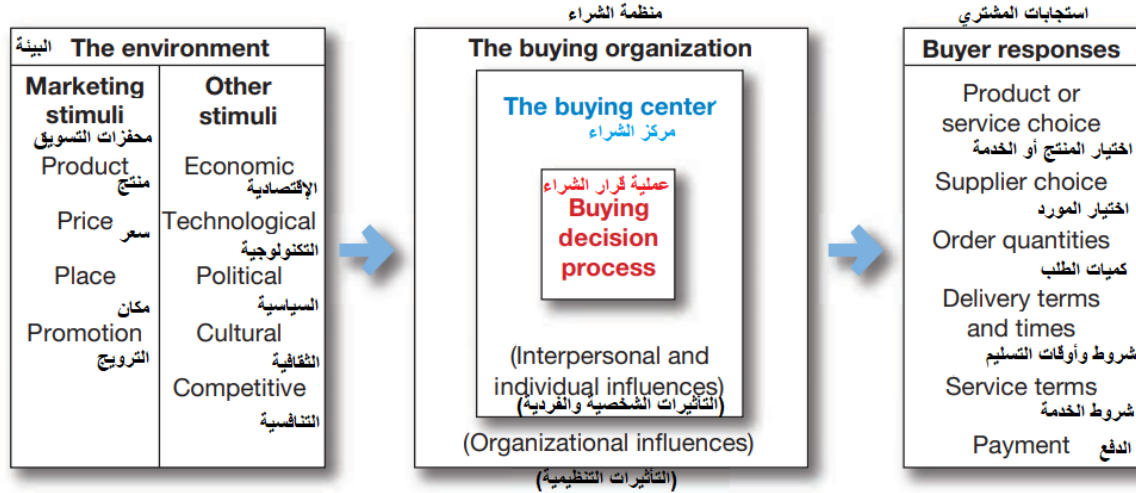 البيئة The environment
Marketing
stimuli
محفزات التسويق
Product
منتج
Price سعر
Place
مكان
Promotion
الترويج
Other
stimuli
Economic
الإقتصادية
Technological
التكنولوجية
Political
السياسية
Cultural
الثقافية
Competitive
التنافسية
منظمة الشراء
The buying organization
The buying center
مركز الشراء
عملية قرار الشراء
Buying
decision
process
(Interpersonal and
individual influences)
(التأثيرات الشخصية والفردية)
(Organizational influences)
(التأثيرات التنظيمية)
استجابات المشتري
Buyer responses
Product or
service choice
اختيار المنتج أو الخدمة
Supplier choice
اختيار المورد
Order quantities
كميات الطلب
Delivery terms
and times
شروط وأوقات التسليم
Service terms
شروط الخدمة
Payment الدفع